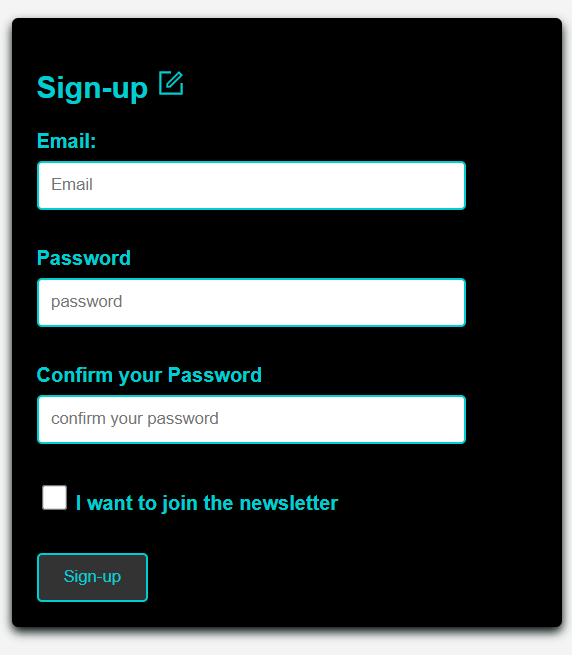 Sign-up
Email:
Email
Password
password
Confirm your Password
confirm your password
I want to join the newsletter
Sign-up